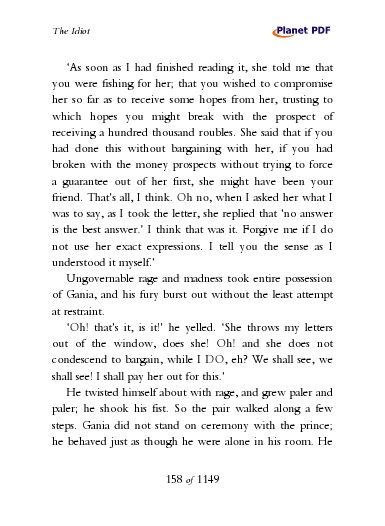 The Idiot
Planet PDF
‘As soon as I had finished reading it, she told me that
you were fishing for her; that you wished to compromise
her so far as to receive some hopes from her, trusting to
which hopes you might break with the prospect of
receiving a hundred thousand roubles. She said that if you
had done this without bargaining with her, if you had
broken with the money prospects without trying to force
a guarantee out of her first, she might have been your
friend. That's all, I think. Oh no, when I asked her what I
was to say, as I took the letter, she replied that 'no answer
is the best answer.' I think that was it. Forgive me if I do
not use her exact expressions. I tell you the sense as I
understood it myself.’
Ungovernable rage and madness took entire possession
of Gania, and his fury burst out without the least attempt
at restraint.
‘Oh! that's it, is it!’ he yelled. ‘She throws my letters
out of the window, does she! Oh! and she does not
condescend to bargain, while I DO, eh? We shall see, we
shall see! I shall pay her out for this.’
He twisted himself about with rage, and grew paler and
paler; he shook his fist. So the pair walked along a few
steps. Gania did not stand on ceremony with the prince;
he behaved just as though he were alone in his room. He
158 of 1149